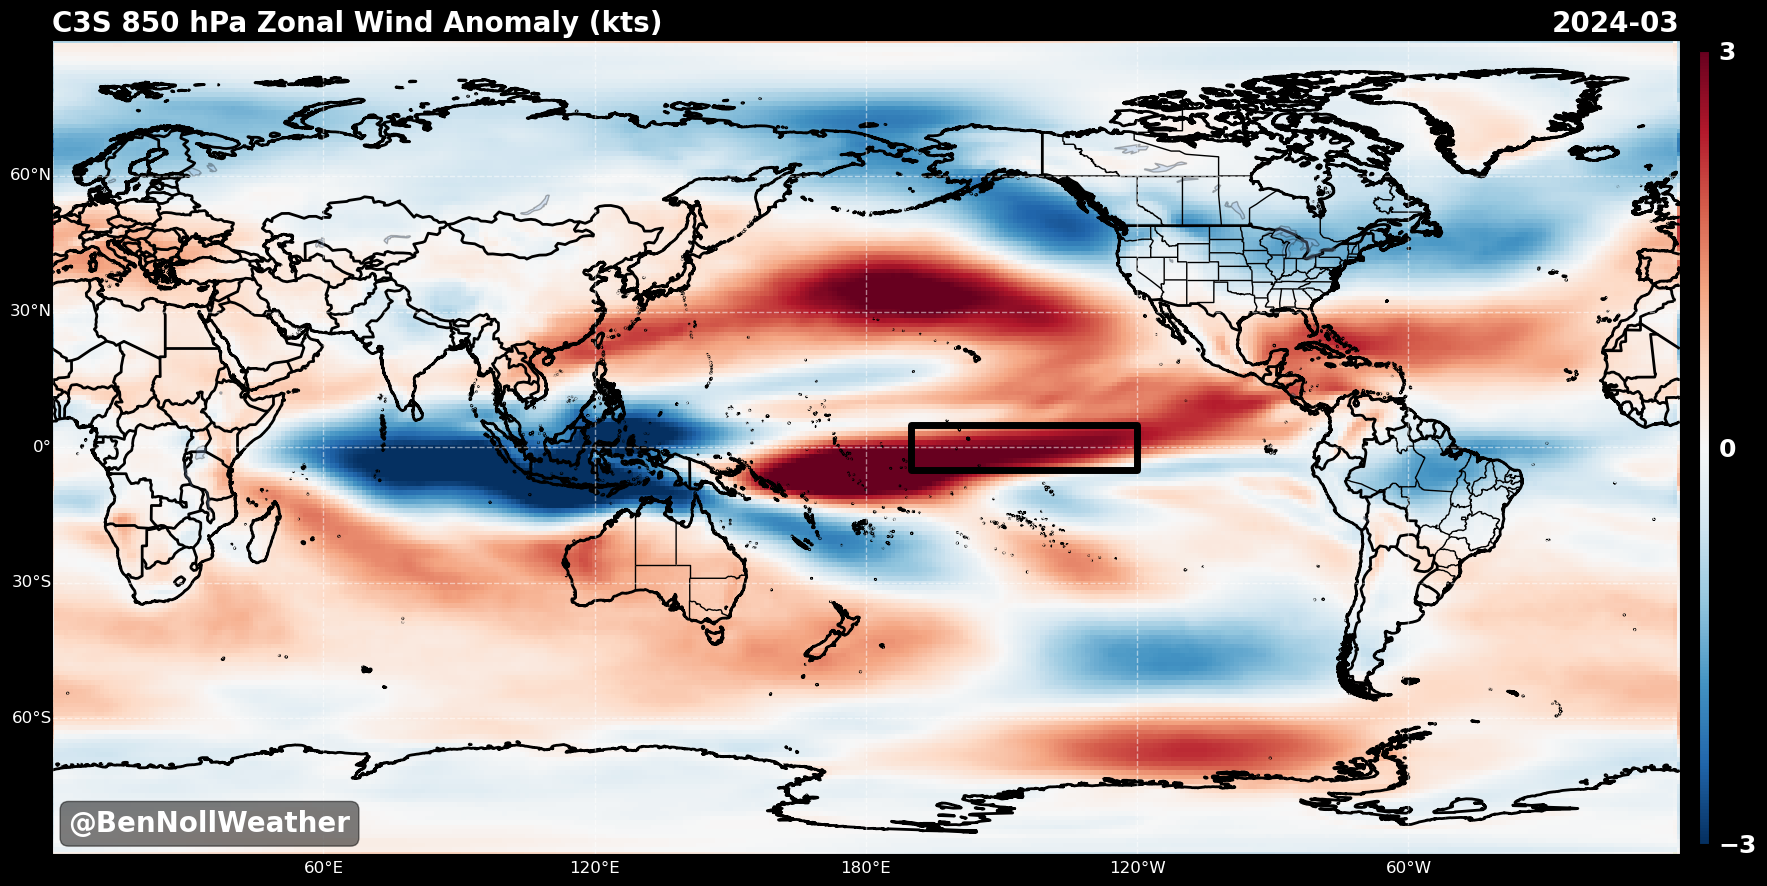 C3S 850 hPa Zonal Wind Anomaly (kts)
2024-03
3
60°N
30°N
0°
0
30°S
60°S
@BenNollWeather
−3
60°E
120°E
180°E
120°W
60°W